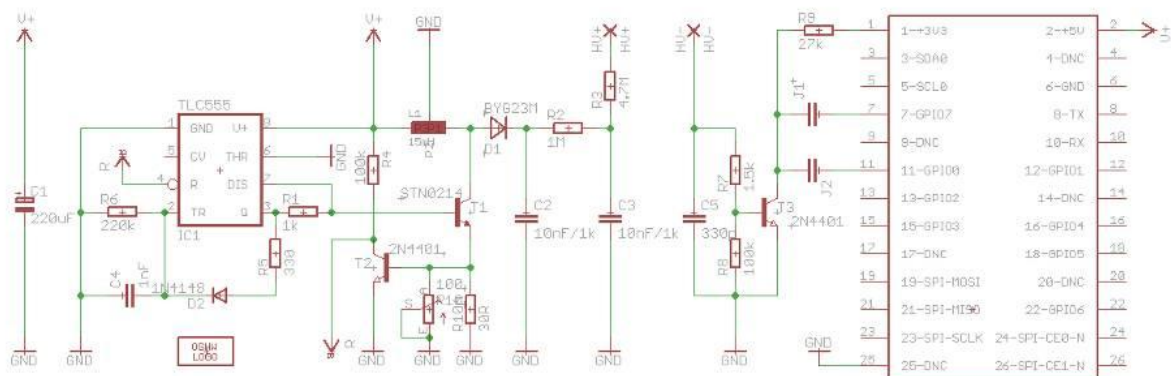 V+
GND
V+
HV+
HV+
HV-
HV-
R9
27k
V+
TLC555
1
GND
V+
8
5
CV
THR
6
GND
4
R
DIS
7
2
TR
Q
3
IC1
R
C1
220uF
R6
220k
C4
1nF
1N4148
D2
R5
330
R1
1k
R4
100k
L1
BYG23M
D1
R2
1M
R3
4.7M
STN0214
J1
T2
2N4401
R
S
E
100
30R
C2
10nF/1k
C3
10nF/1k
C5
330n
R7
1.5k
R8
100k
J3
2N4401
J1
J2
OSHW
LOGO
GND
GND
GND
GND
GND
GND
GND
GND
GND
GND
1
1-+3V3
2-+5V
2
3
3-SDA0
4-DNC
4
5
5-SCL0
6-GND
6
7
7-GPIO7
8-TX
8
9
9-DNC
10-RX
10
11
11-GPIO0
12-GPIO1
12
13
13-GPIO2
14-DNC
14
15
15-GPIO3
16-GPIO4
16
17
17-DNC
18-GPIO5
18
19
19-SPI-MOSI
20-DNC
20
21
21-SPI-MISO
22-GPIO6
22
23
23-SPI-SCLK
24-SPI-CE0-N
24
25
25-DNC
26-SPI-CE1-N
26